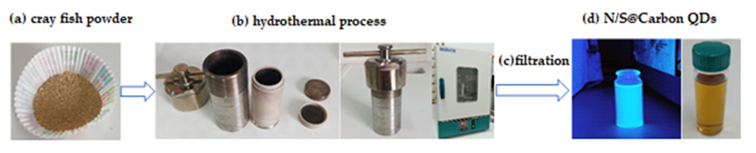 (a) cray fish powder
(b) hydrothermal process
(c)filtration
(d) N/S@Carbon QDs